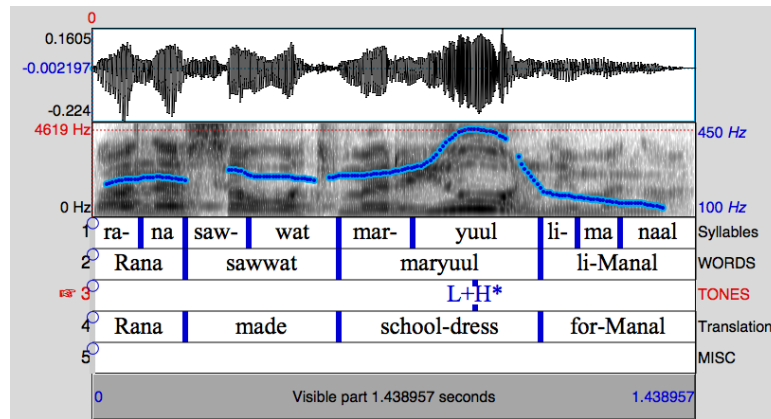 0
0.1605
-0.002197
-0.224
4619 Hz 450 Hz
0 Hz 100 Hz
1 ra- na saw- wat mar- yuul li- ma naal Syllables
2 Rana sawwat maryuul li-Manal WORDS
3 L+H* TONES
4 Rana made school-dress for-Manal Translation
5 MISC
0 Visible part 1.438957 seconds 1.438957